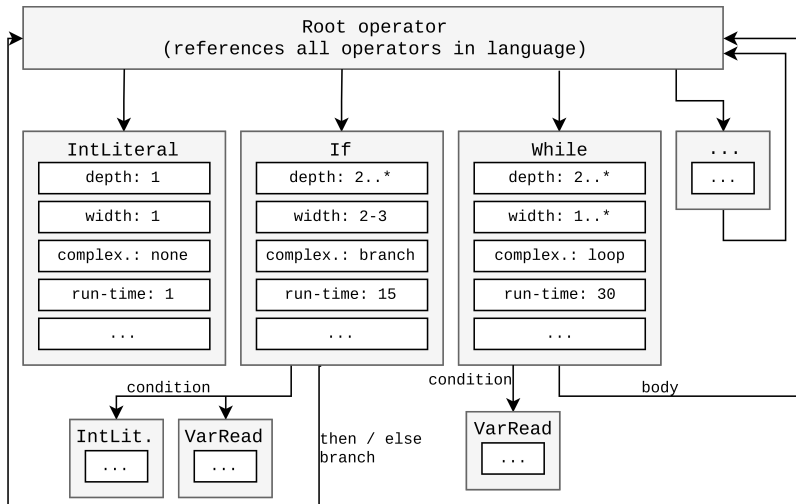 Root operator
(references all operators in language)
IntLiteral
depth: 1
width: 1
complex.: none
run-time: 1
...
If
depth: 2..*
width: 2-3
complex.: branch
run-time: 15
...
While
depth: 2..*
width: 1..*
complex.: loop
run-time: 30
...
...
...
condition
IntLit.
...
VarRead
...
then / else
branch
condition
VarRead
...
body